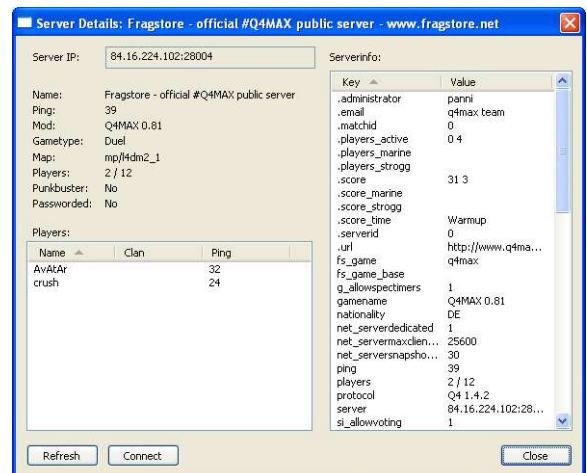 Server Details: Fragstore - official #Q4MAX public server - www.fragstore.net
Server IP: 84.16.224.102:28004
Name: Fragstore - official #Q4MAX public server
Ping: 39
Mod: Q4MAX 0.81
Gametype: Duel
Map: mp/l4dm2_1
Players: 2 / 12
Punkbuster: No
Passworded: No
Players:
Name Clan Ping
AvAtAr 32
crush 24
Refresh Connect
Serverinfo:
Key Value
.administrator panni
.email q4max team
.matchid 0
.players_active 0 4
.players_marine
.players_strogg
.score 31 3
.score_marine
.score_strogg
.score_time Warmup
.serverid 0
.url http://www.q4ma...
fs_game q4max
fs_game_base
g_allowspectimers 1
gamename Q4MAX 0.81
nationality DE
net_serverdedicated 1
net_servermaxclien... 25600
net_serversnapsho... 30
ping 39
players 2 / 12
protocol Q4 1.4.2
server 84.16.224.102:28...
si_allowvoting 1
Close